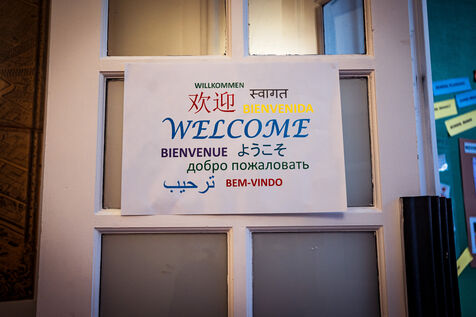 WILLKOMMEN
欢迎 स्वागत
BIENVENIDA
WELCOME
BIENVENUE ようこそ
добро пожаловать
ترحيب BEM-VINDO